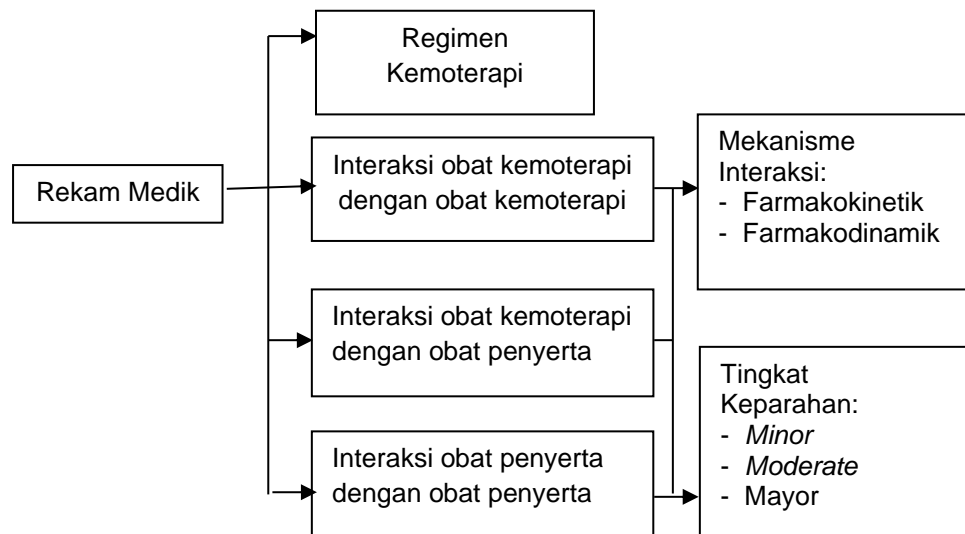 Rekam Medik
Regimen
Kemoterapi
Interaksi obat kemoterapi
dengan obat kemoterapi
Interaksi obat kemoterapi
dengan obat penyerta
Interaksi obat penyerta
dengan obat penyerta
Mekanisme
Interaksi:
- Farmakokinetik
- Farmakodinamik
Tingkat
Keparahan:
- Minor
- Moderate
- Mayor